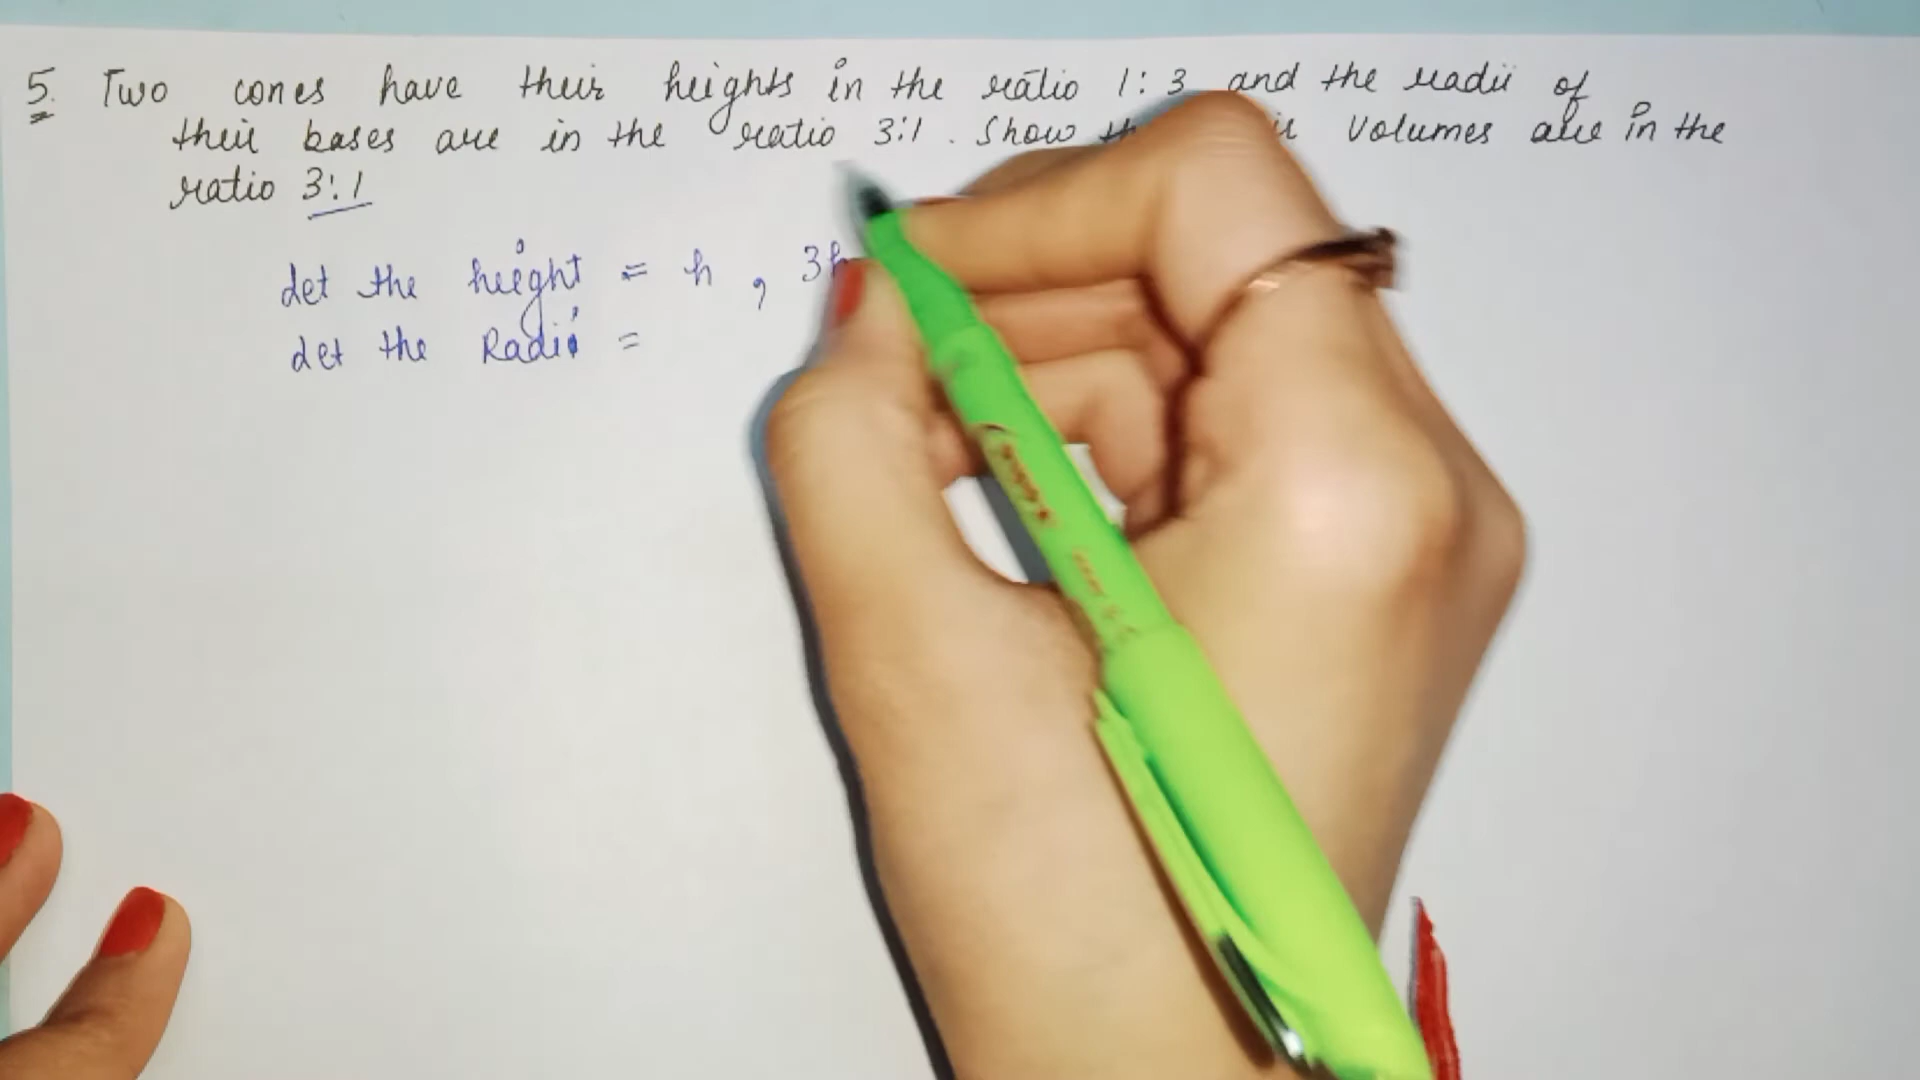 5. Two cones have their heights in the ratio 1:3 and the radii of
their bases are in the ratio 3:1. Show Volumes are in the
ratio 3:1
Let the height = h, 3h
Let the Radii =